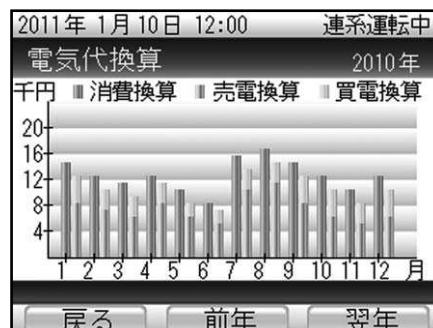 2011年 1月10日 12:00 連系運転中
電気代換算 2010年
千円 消費換算 売電換算 買電換算
20
16
12
8
4
1 2 3 4 5 6 7 8 9 10 11 12 月
戻る 前年 翌年